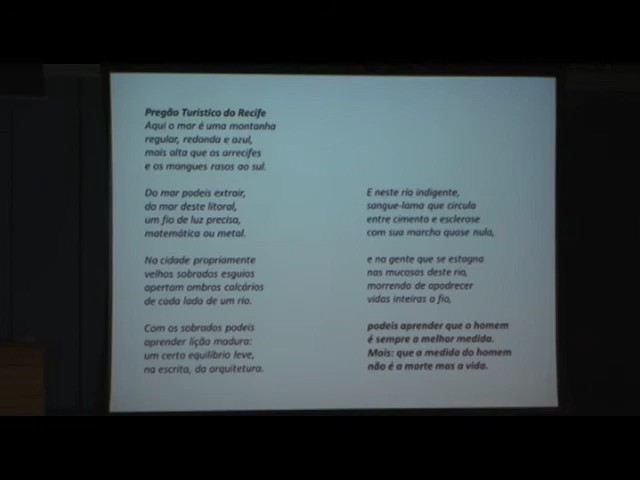 Pregão Turístico do Recife
Aqui o mar é uma montanha
regular, redonda e azul,
mais alta que os arrecifes
e os mangues rasos ao sul.
Do mar podeis extrair,
do mar deste litoral,
um fio de luz precisa,
matemática ou metal.
Na cidade propriamente
velhos sobrados esguios
apertam ombros calcários
de cada lado de um rio.
Com os sobrados podeis
aprender lição madura:
um certo equilíbrio leve,
na escrita, da arquitetura.
E neste rio indigente,
sangue-lama que circula
entre cimento e esclerose
com sua marcha quase nula,
e na gente que se estagna
nas mucosas deste rio,
morrendo de apodrecer
vidas inteiras a fio,
podeis aprender que o homem
é sempre a melhor medida.
Mais: que a medida do homem
não é a morte mas a vida.